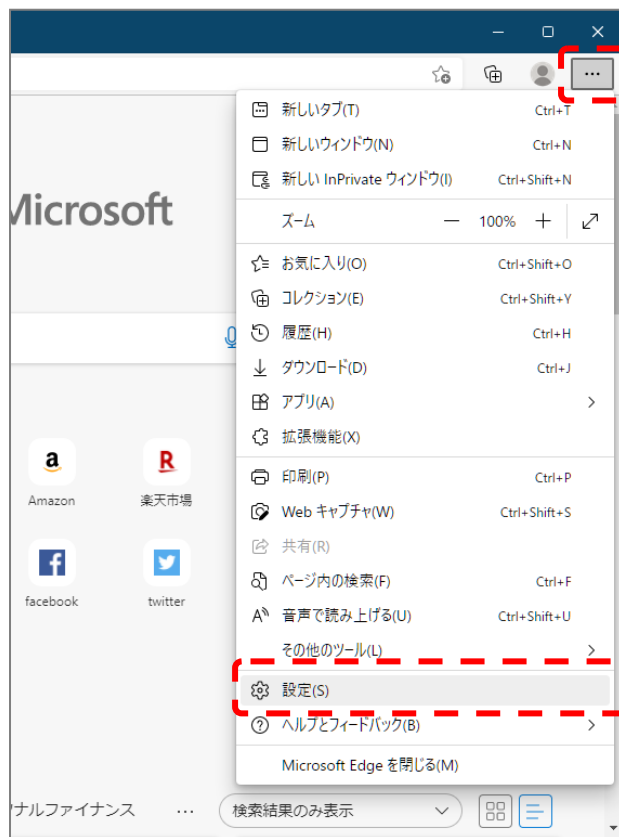 新しいタブ(T) Ctrl+T
新しいウィンドウ(N) Ctrl+N
新しい InPrivate ウィンドウ(I) Ctrl+Shift+N
Microsoft
ズーム 100%
お気に入り(O) Ctrl+Shift+O
コレクション(E) Ctrl+Shift+Y
履歴(H) Ctrl+H
ダウンロード(D) Ctrl+J
アプリ(A)
拡張機能(X)
印刷(P) Ctrl+P
Amazon
楽天市場
Web キャプチャ(W) Ctrl+Shift+S
共有(R)
ページ内の検索(F) Ctrl+F
facebook
twitter
音声で読み上げる(U) Ctrl+Shift+U
その他のツール(L)
設定(S)
ヘルプとフィードバック(B)
Microsoft Edge を閉じる(M)
ナルファイナンス ... 検索結果のみ表示